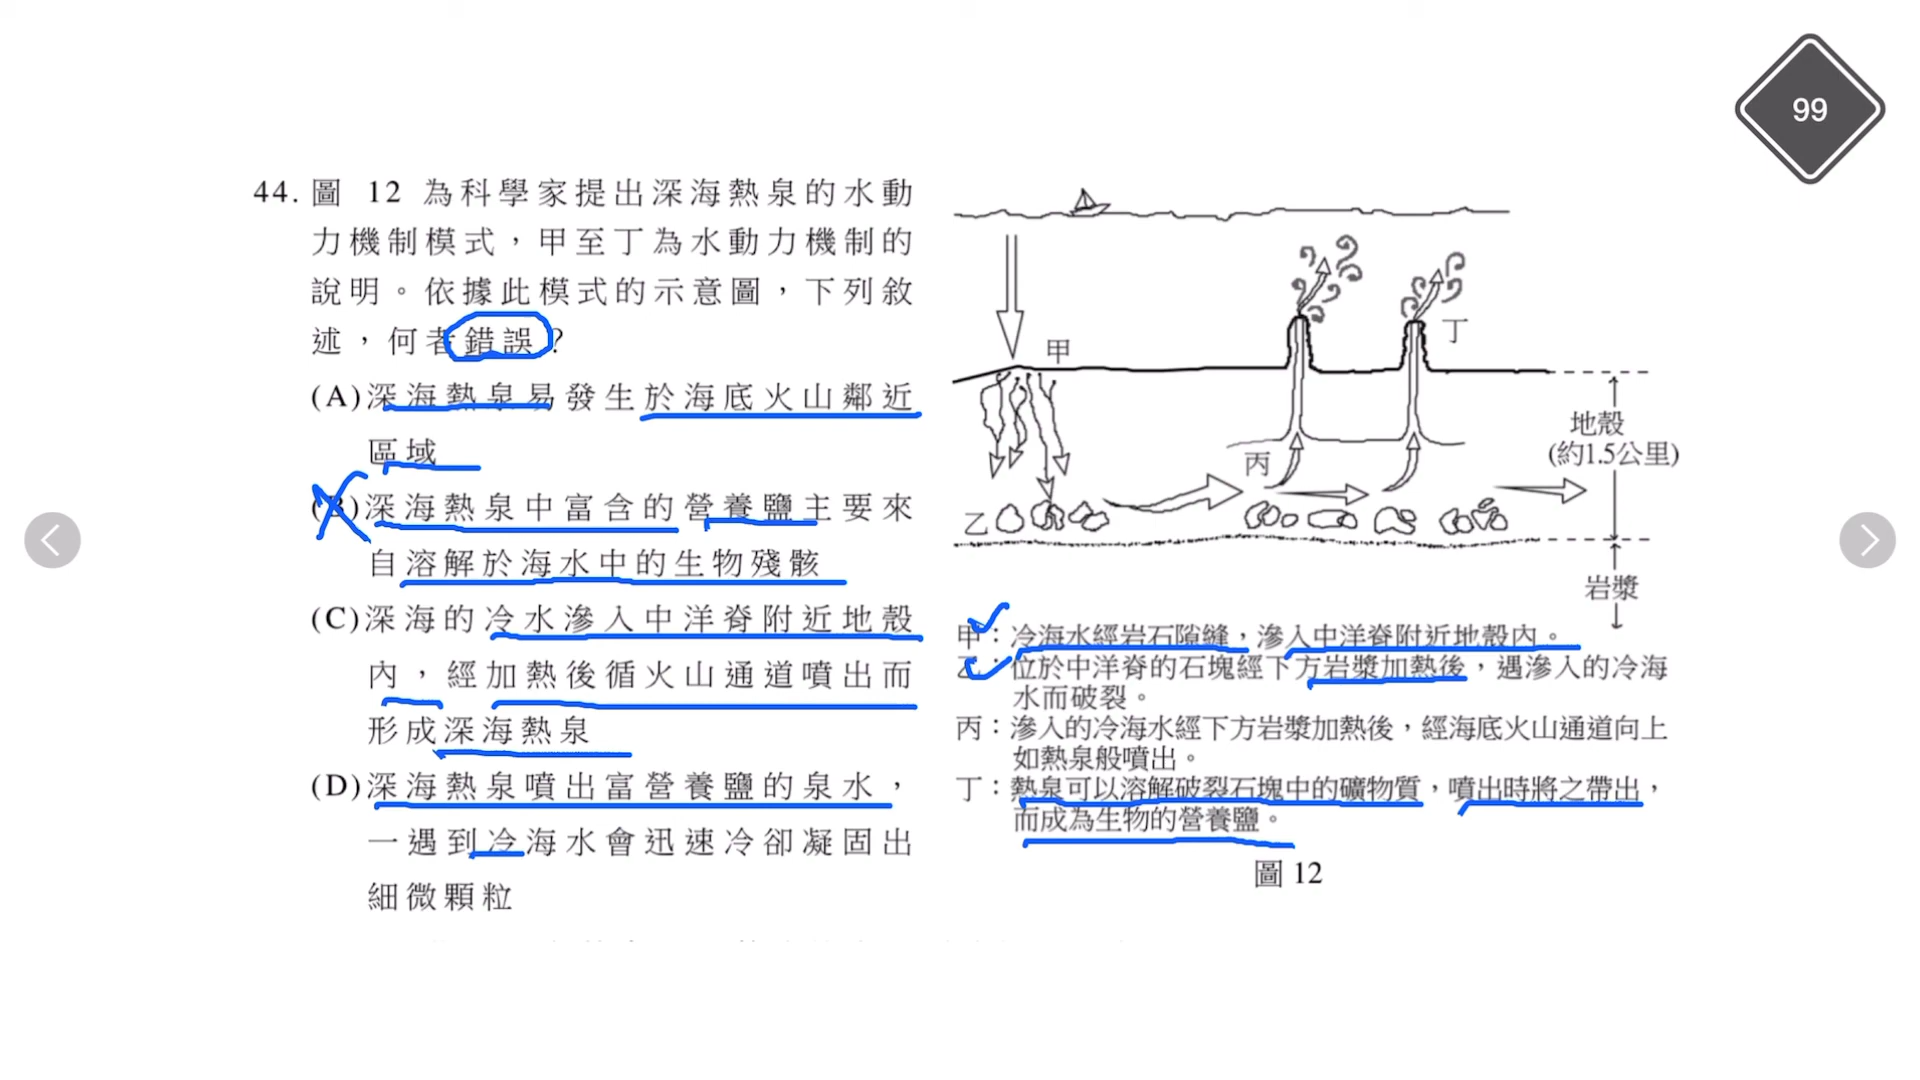 99
44. 圖 12 為科學家提出深海熱泉的水動
力機制模式，甲至丁為水動力機制的
說明。依據此模式的示意圖，下列敘
述，何者錯誤？
(A)深海熱泉易發生於海底火山鄰近
區域
(B)深海熱泉中富含的營養鹽主要來
自溶解於海水中的生物殘骸
(C)深海的冷水滲入中洋脊附近地殼
內，經加熱後循火山通道噴出而
形成深海熱泉
(D)深海熱泉噴出富營養鹽的泉水，
一遇到冷海水會迅速冷卻凝固出
細微顆粒
甲
丁
丙
乙
地殼
(約1.5公里)
岩漿
甲：冷海水經岩石隙縫，滲入中洋脊附近地殼內。
乙：位於中洋脊的石塊經下方岩漿加熱後，遇滲入的冷海
水而破裂。
丙：滲入的冷海水經下方岩漿加熱後，經海底火山通道向上
如熱泉般噴出。
丁：熱泉可以溶解破裂石塊中的礦物質，噴出時將之帶出，
而成為生物的營養鹽。
圖 12